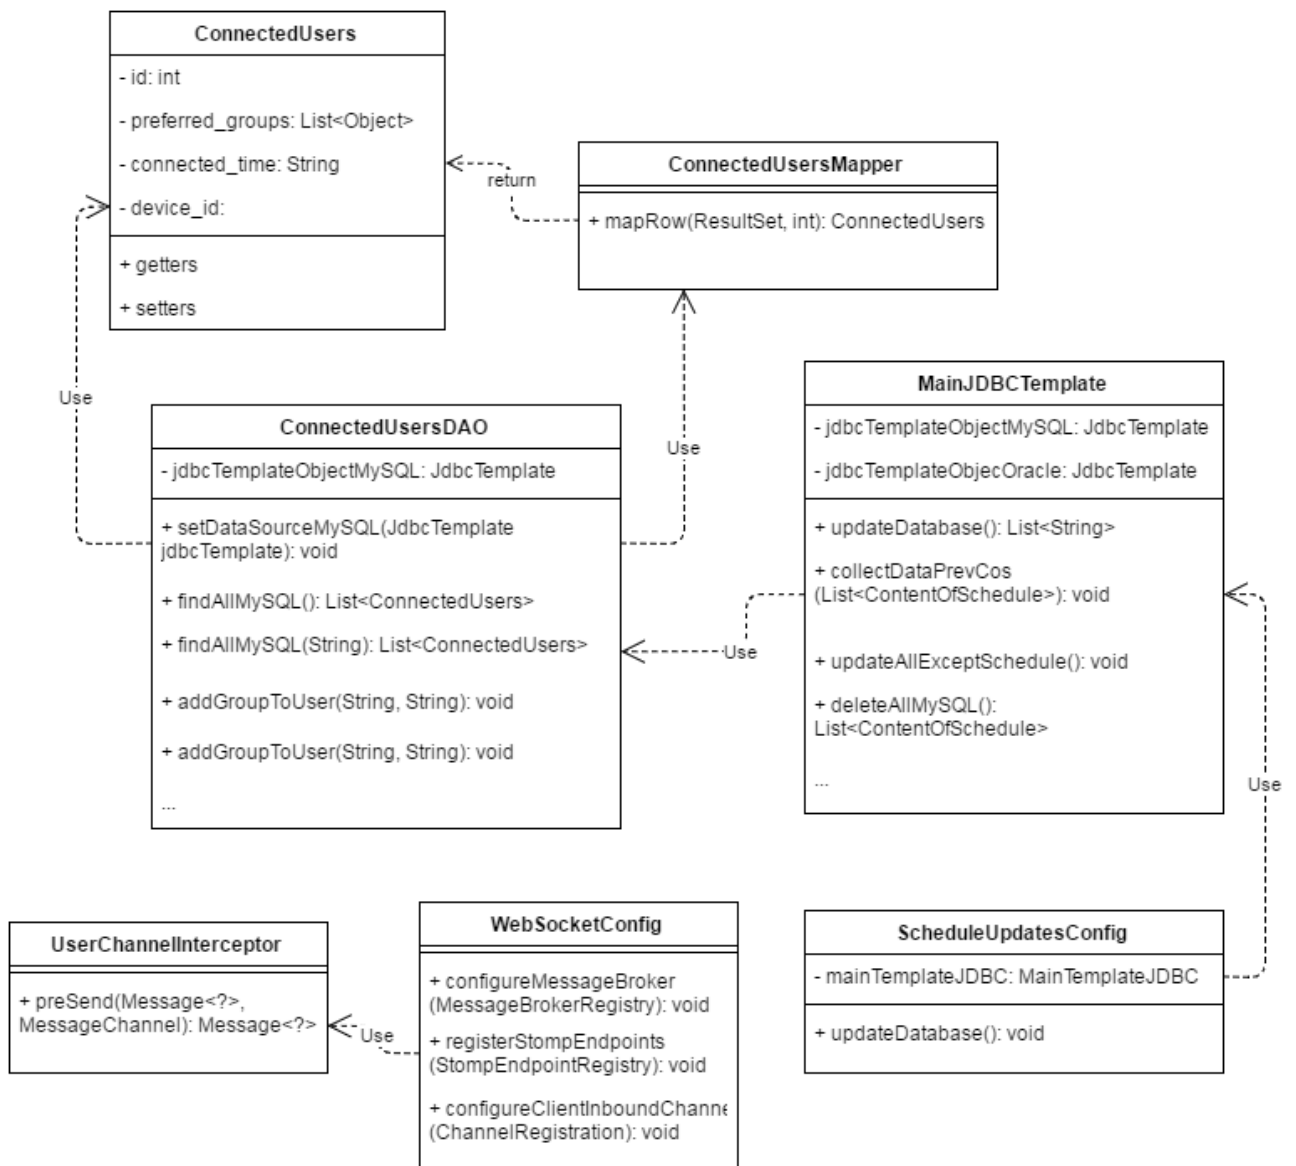 ConnectedUsers
- id: int
- preferred_groups: List<Object>
- connected_time: String
- device_id:
+ getters
+ setters
return
ConnectedUsersMapper
+ mapRow(ResultSet, int): ConnectedUsers
Use
Use
ConnectedUsersDAO
- jdbcTemplateObjectMySQL: JdbcTemplate
+ setDataSourceMySQL(JdbcTemplate
jdbcTemplate): void
+ findAllMySQL(): List<ConnectedUsers>
+ findAllMySQL(String): List<ConnectedUsers>
+ addGroupToUser(String, String): void
+ addGroupToUser(String, String): void
...
Use
MainJDBCTemplate
- jdbcTemplateObjectMySQL: JdbcTemplate
- jdbcTemplateObjecOracle: JdbcTemplate
+ updateDatabase(): List<String>
+ collectDataPrevCos
(List<ContentOfSchedule>): void
+ updateAllExceptSchedule(): void
+ deleteAllMySQL():
List<ContentOfSchedule>
...
Use
UserChannelInterceptor
+ preSend(Message<?>,
MessageChannel): Message<?>
Use
WebSocketConfig
+ configureMessageBroker
(MessageBrokerRegistry): void
+ registerStompEndpoints
(StompEndpointRegistry): void
+ configureClientInboundChanne
(ChannelRegistration): void
ScheduleUpdatesConfig
- mainTemplateJDBC: MainTemplateJDBC
+ updateDatabase(): void